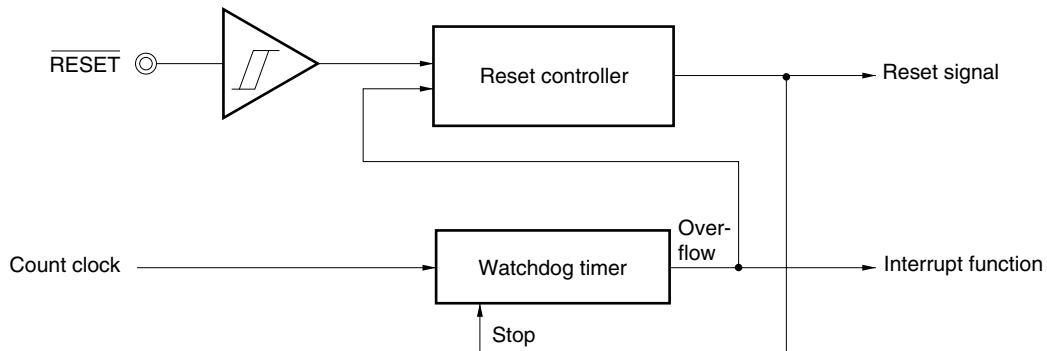 RESET
Reset controller
Reset signal
Over-
flow
Count clock
Watchdog timer
Interrupt function
Stop